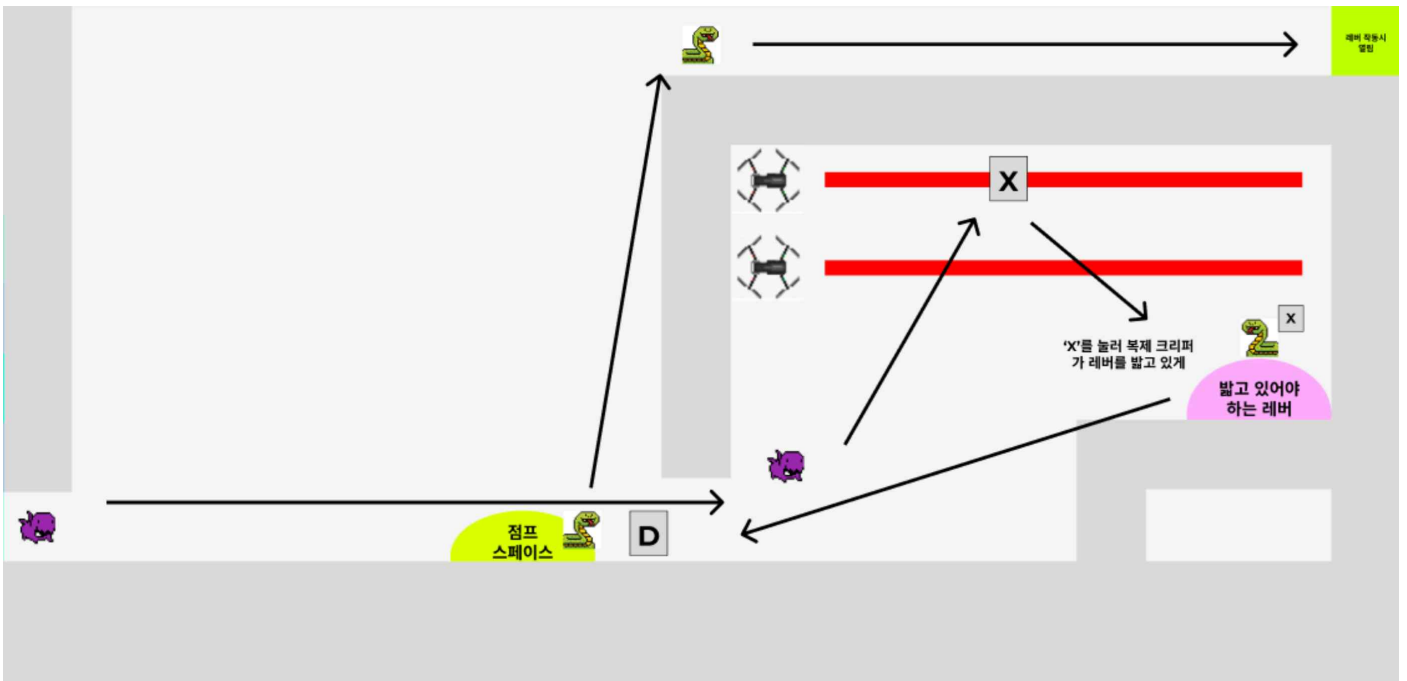 레버 작동시
열림
X
X
'X'를 눌러 복제 크리퍼
가 레버를 밟고 있게
밟고 있어야
하는 레버
점프
스페이스
D